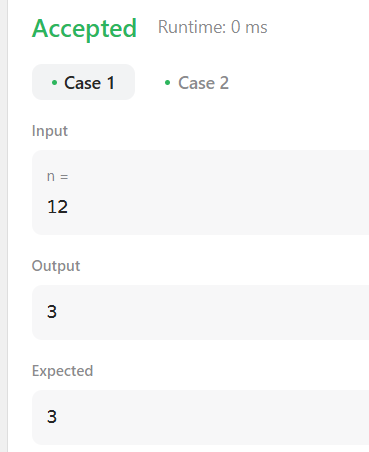 Accepted Runtime: 0 ms
• Case 1 • Case 2
Input
n =
12
Output
3
Expected
3